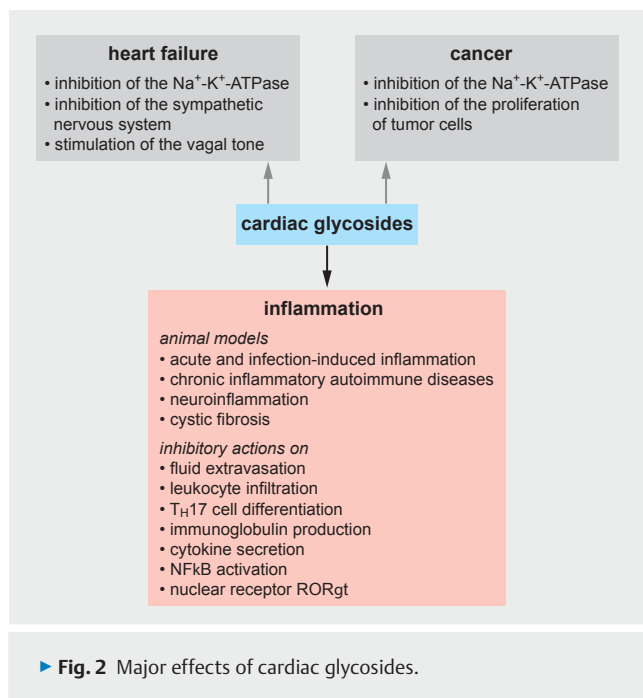 heart failure
• inhibition of the Na⁺-K⁺-ATPase
• inhibition of the sympathetic
nervous system
• stimulation of the vagal tone
cancer
• inhibition of the Na⁺-K⁺-ATPase
• inhibition of the proliferation
of tumor cells
cardiac glycosides
inflammation
animal models
• acute and infection-induced inflammation
• chronic inflammatory autoimmune diseases
• neuroinflammation
• cystic fibrosis
inhibitory actions on
• fluid extravasation
• leukocyte infiltration
• TH17 cell differentiation
• immunoglobulin production
• cytokine secretion
• NFkB activation
• nuclear receptor RORgt
▶ Fig. 2 Major effects of cardiac glycosides.